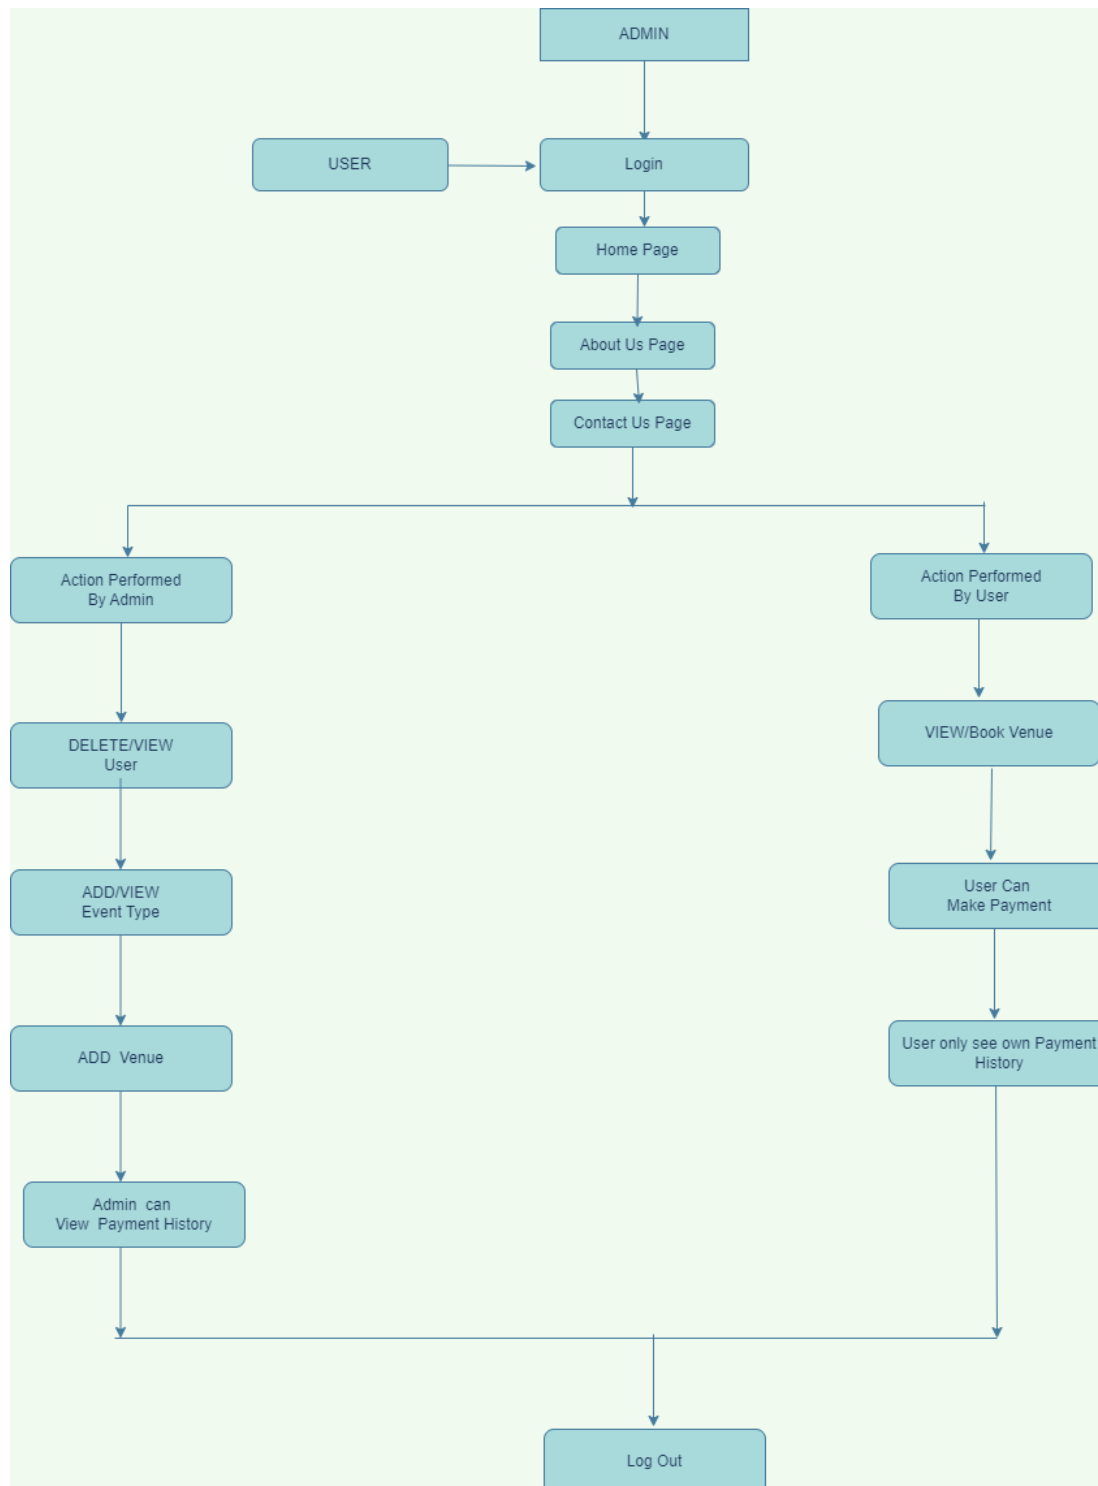 ADMIN
USER
Login
Home Page
About Us Page
Contact Us Page
Action Performed
By Admin
Action Performed
By User
DELETE/VIEW
User
VIEW/Book Venue
ADD/VIEW
Event Type
User Can
Make Payment
ADD  Venue
User only see own Payment
History
Admin  can
View  Payment History
Log Out